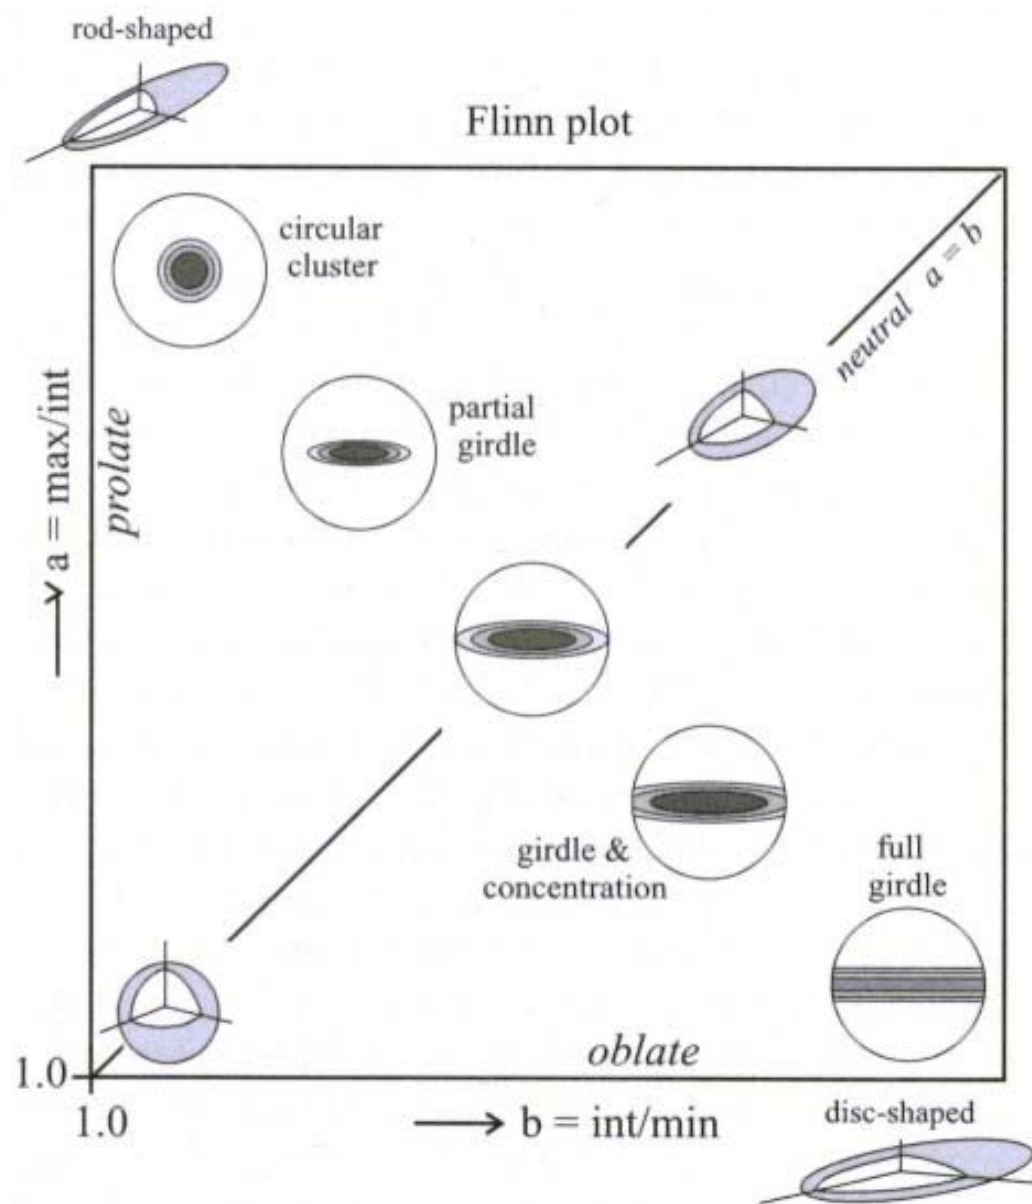 rod-shaped
Flinn plot
circular
cluster
neutral a = b
partial
girdle
a = max/int
prolate
girdle &
concentration
full
girdle
oblate
1.0
1.0
b = int/min
disc-shaped